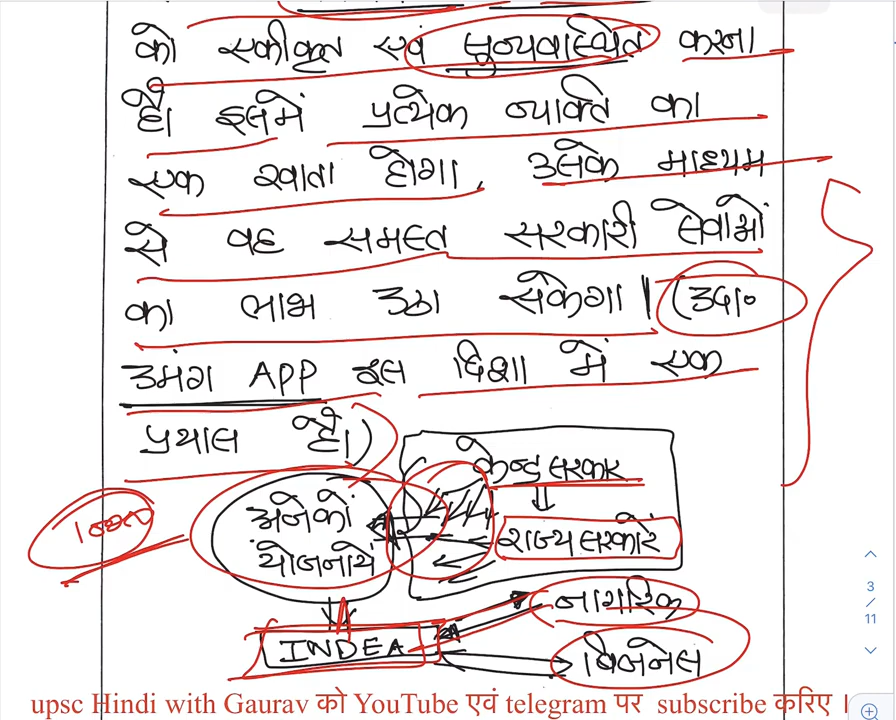 को एकीकृत एवं सुव्यवस्थित करना
है। इसमें प्रत्येक व्यक्ति का
एक खाता होगा, उसके माध्यम
से वह समस्त सरकारी सेवाओं
का लाभ उठा सकेगा। (उदा०
उमंग APP इस दिशा में एक
प्रयास है।)
केन्द्र सरकार
अनेकों
राज्य सरकारें
योजनायें
नागरिक
INDEA
बिजनेस
3
/
11
upsc Hindi with Gaurav को YouTube एवं telegram पर subscribe करिए ।